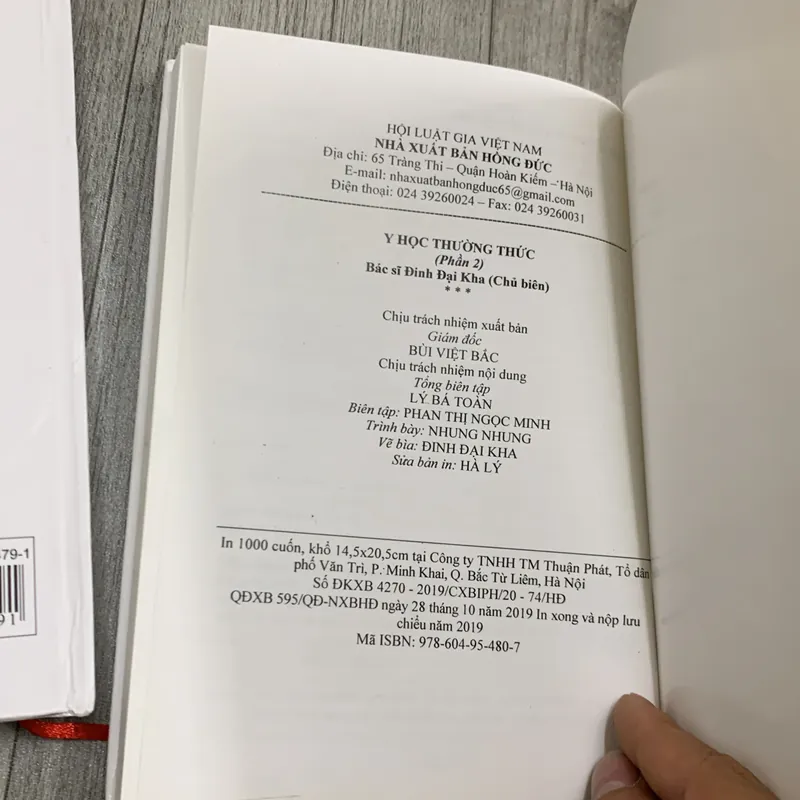 HỘI LUẬT GIA VIỆT NAM
NHÀ XUẤT BẢN HỒNG ĐỨC
Địa chỉ: 65 Tràng Thi – Quận Hoàn Kiếm – Hà Nội
E-mail: nhaxuatbanhongduc65@gmail.com
Điện thoại: 024 39260024 – Fax: 024 39260031
Y HỌC THƯỜNG THỨC
(Phần 2)
Bác sĩ Đinh Đại Kha (Chủ biên)
***
Chịu trách nhiệm xuất bản
Giám đốc
BÙI VIỆT BẮC
Chịu trách nhiệm nội dung
Tổng biên tập
LÝ BÁ TOÀN
Biên tập: PHAN THỊ NGỌC MINH
Trình bày: NHUNG NHUNG
Vẽ bìa: ĐINH ĐẠI KHA
Sửa bản in: HÀ LÝ
In 1000 cuốn, khổ 14,5x20,5cm tại Công ty TNHH TM Thuận Phát, Tổ dân
phố Văn Trì, P. Minh Khai, Q. Bắc Từ Liêm, Hà Nội
Số ĐKXB 4270 - 2019/CXBIPH/20 - 74/HĐ
QĐXB 595/QĐ-NXBHĐ ngày 28 tháng 10 năm 2019 In xong và nộp lưu
chiểu năm 2019
Mã ISBN: 978-604-95-480-7
79-1
91